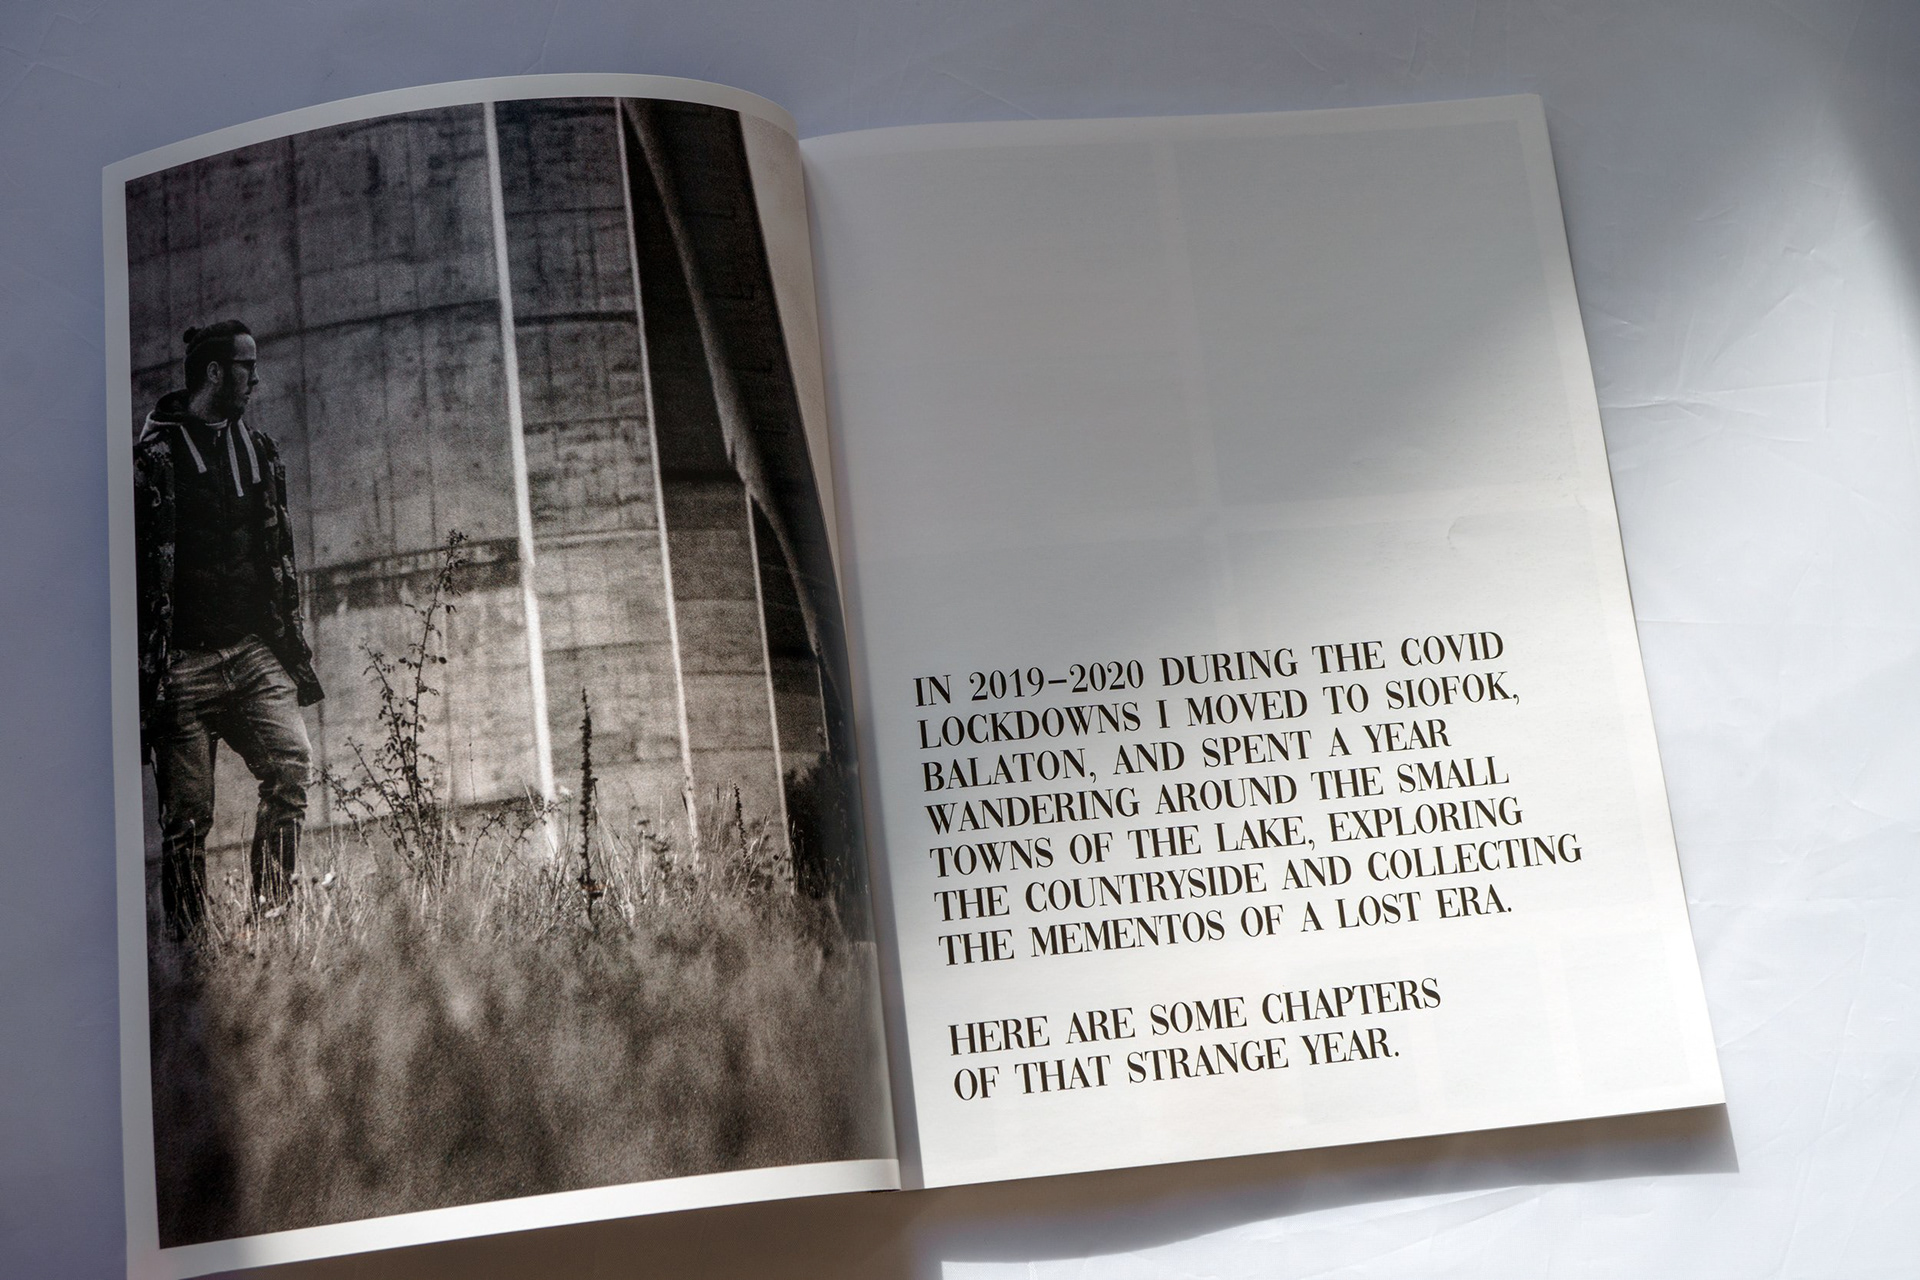 IN 2019–2020 DURING THE COVID
LOCKDOWNS I MOVED TO SIOFOK,
BALATON, AND SPENT A YEAR
WANDERING AROUND THE SMALL
TOWNS OF THE LAKE, EXPLORING
THE COUNTRYSIDE AND COLLECTING
THE MEMENTOS OF A LOST ERA.
HERE ARE SOME CHAPTERS
OF THAT STRANGE YEAR.